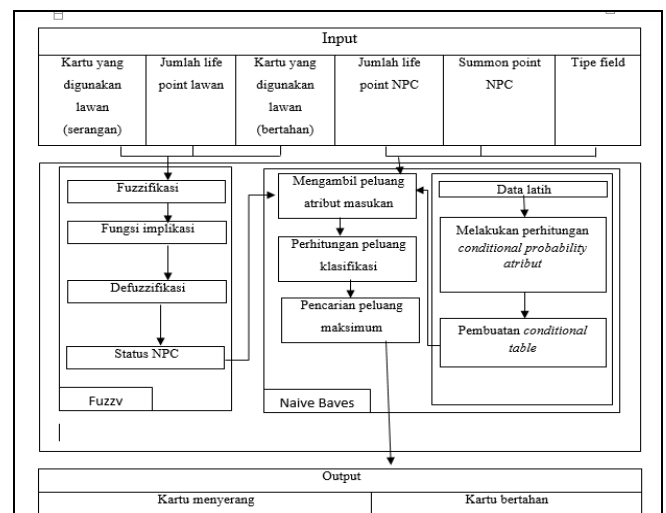 Input
Kartu yang
digunakan
lawan
(serangan)
Jumlah life
point lawan
Kartu yang
digunakan
lawan
(bertahan)
Jumlah life
point NPC
Summon point
NPC
Tipe field
Fuzzifikasi
Fungsi implikasi
Defuzzifikasi
Status NPC
Fuzzy
Mengambil peluang
atribut masukan
Perhitungan peluang
klasifikasi
Pencarian peluang
maksimum
Naive Bayes
Data latih
Melakukan perhitungan
conditional probability
atribut
Pembuatan conditional
table
Output
Kartu menyerang
Kartu bertahan